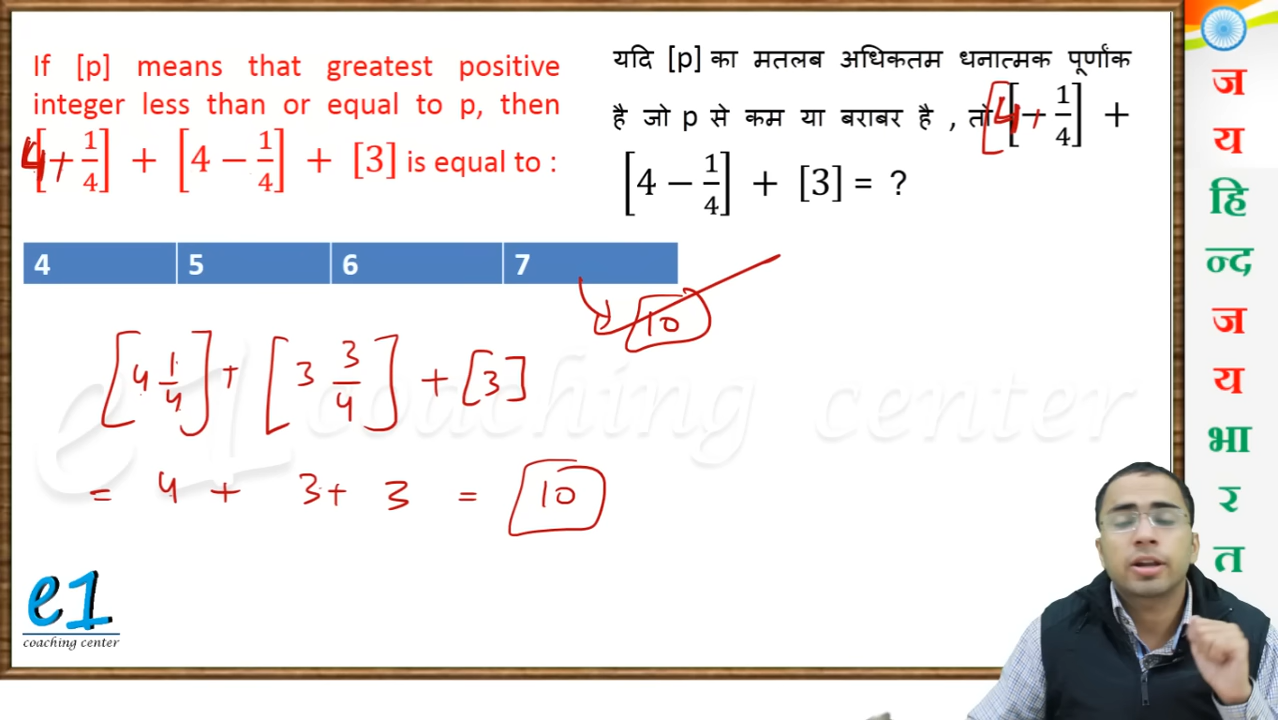 If [p] means that greatest positive
integer less than or equal to p, then
[4+ 1/4] + [4 − 1/4] + [3] is equal to :
यदि [p] का मतलब अधिकतम धनात्मक पूर्णांक
है जो p से कम या बराबर है , तो [4+ 1/4] +
[4 − 1/4] + [3] = ?
4 5 6 7
10
[4 1/4] + [3 3/4] + [3]
= 4 + 3 + 3 = 10
e1 coaching center
e1
coaching center
ज
य
हि
न्द
ज
य
भा
र
त